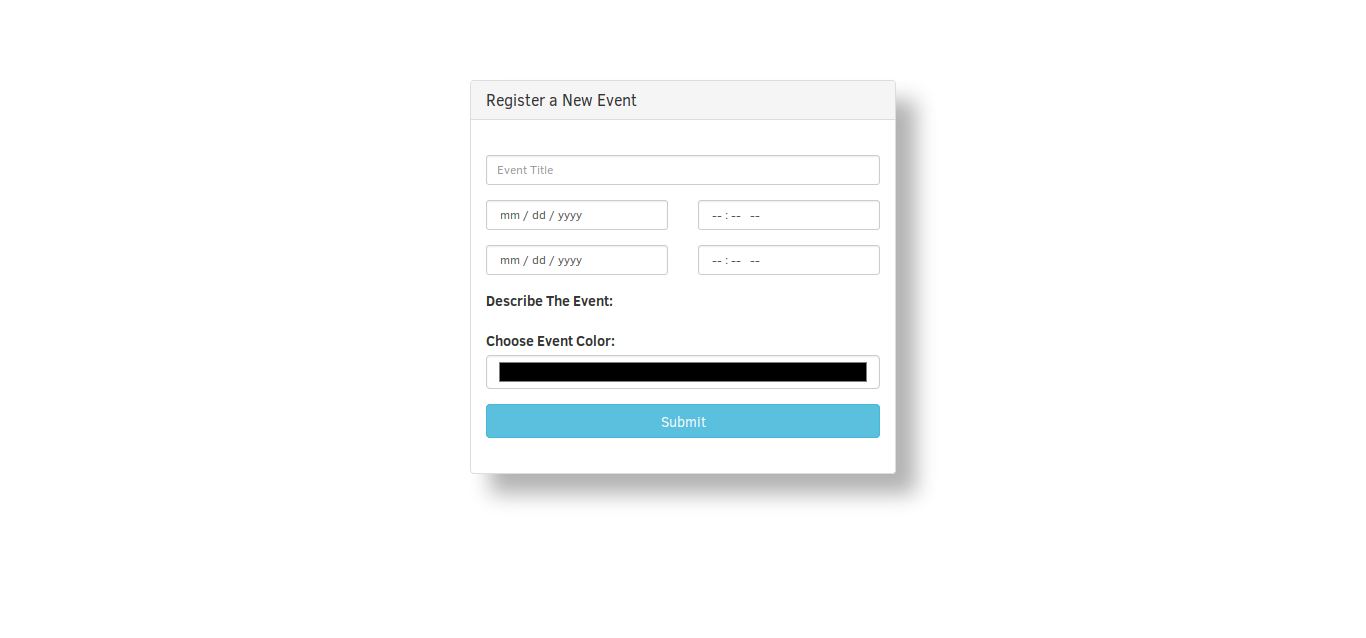 Register a New Event
Event Title
mm / dd / yyyy -- : -- --
mm / dd / yyyy -- : -- --
Describe The Event:
Choose Event Color:
Submit